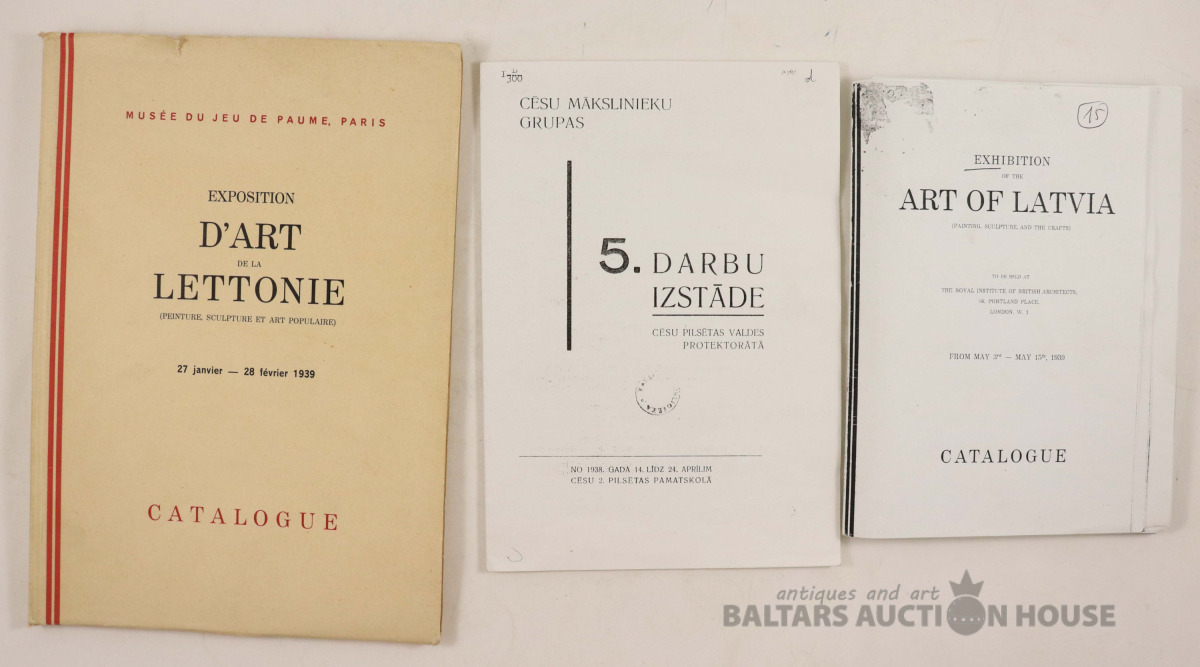 MUSÉE DU JEU DE PAUME, PARIS
EXPOSITION
D'ART
DE LA
LETTONIE
(PEINTURE, SCULPTURE ET ART POPULAIRE)
27 janvier — 28 février 1939
CATALOGUE
CĒSU MĀKSLINIEKU
GRUPAS
5. DARBU
IZSTĀDE
CĒSU PILSĒTAS VALDES
PROTEKTORĀTĀ
NO 1938. GADA 14. LĪDZ 24. APRĪLIM
CĒSU 2. PILSĒTAS PAMATSKOLĀ
15
EXHIBITION
OF THE
ART OF LATVIA
(PAINTING, SCULPTURE, AND THE CRAFTS)
TO BE HELD AT
THE ROYAL INSTITUTE OF BRITISH ARCHITECTS,
66, PORTLAND PLACE,
LONDON, W. 1
FROM MAY 3rd — MAY 15th, 1939
CATALOGUE
antiques and art
BALTARS AUCTION HOUSE